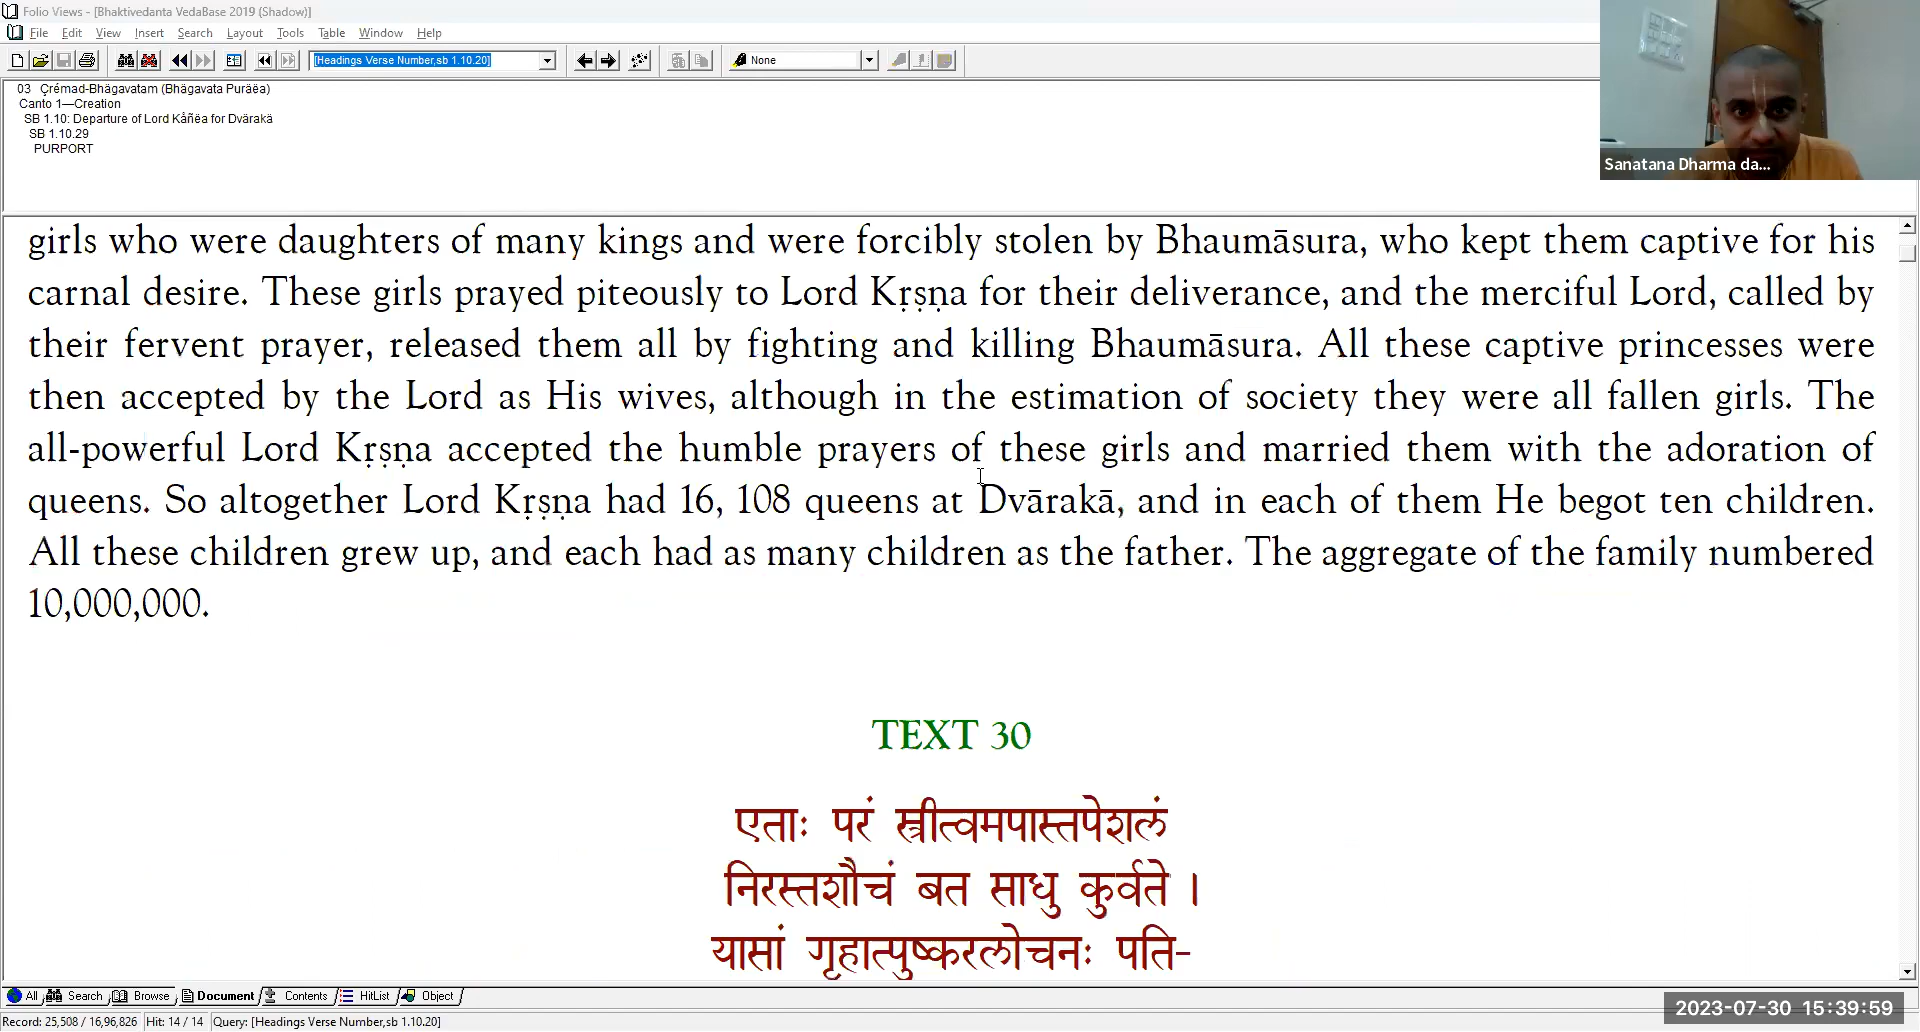 Folio Views - [Bhaktivedanta VedaBase 2019 (Shadow)]
File Edit View Insert Search Layout Tools Table Window Help
[Headings Verse Number,sb 1.10.20]
None
03 Çrémad-Bhägavatam (Bhägavata Puräëa)
Canto 1—Creation
SB 1.10: Departure of Lord Kåñëa for Dvärakä
SB 1.10.29
PURPORT
Sanatana Dharma da...
girls who were daughters of many kings and were forcibly stolen by Bhaumāsura, who kept them captive for his
carnal desire. These girls prayed piteously to Lord Kṛṣṇa for their deliverance, and the merciful Lord, called by
their fervent prayer, released them all by fighting and killing Bhaumāsura. All these captive princesses were
then accepted by the Lord as His wives, although in the estimation of society they were all fallen girls. The
all-powerful Lord Kṛṣṇa accepted the humble prayers of these girls and married them with the adoration of
queens. So altogether Lord Kṛṣṇa had 16, 108 queens at Dvārakā, and in each of them He begot ten children.
All these children grew up, and each had as many children as the father. The aggregate of the family numbered
10,000,000.
TEXT 30
एताः परं स्त्रीत्वमपास्तपेशलं
निरस्तशौचं बत साधु कुर्वते ।
यासां गृहात्पुष्करलोचनः पति-
All Search Browse Document Contents HitList Object
Record: 25,508 / 16,96,826 Hit: 14 / 14 Query: [Headings Verse Number,sb 1.10.20]
2023-07-30 15:39:59